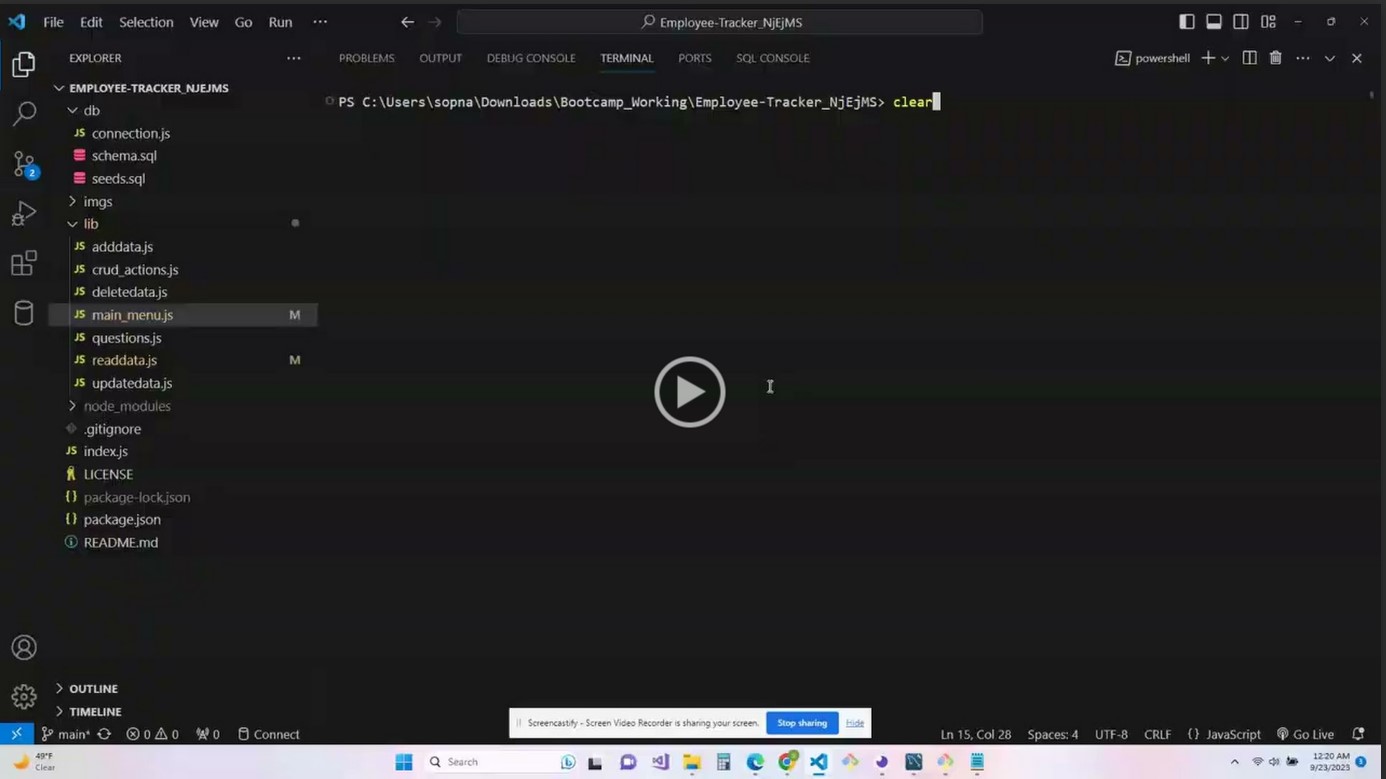 File Edit Selection View Go Run ··· Employee-Tracker_NjEjMS
EXPLORER ··· PROBLEMS OUTPUT DEBUG CONSOLE TERMINAL PORTS SQL CONSOLE powershell
EMPLOYEE-TRACKER_NJEJMS
PS C:\Users\sopna\Downloads\Bootcamp_Working\Employee-Tracker_NjEjMS> clear
db
JS connection.js
schema.sql
2
seeds.sql
imgs
lib
JS adddata.js
JS crud_actions.js
JS deletedata.js
JS main_menu.js M
JS questions.js
JS readdata.js M
JS updatedata.js
node_modules
.gitignore
JS index.js
LICENSE
{} package-lock.json
{} package.json
README.md
OUTLINE
TIMELINE
Screencastify - Screen Video Recorder is sharing your screen. Stop sharing Hide
main* 0 0 0 Connect Ln 15, Col 28 Spaces: 4 UTF-8 CRLF {} JavaScript Go Live
49°F
Clear
Search
12:20 AM
9/23/2023